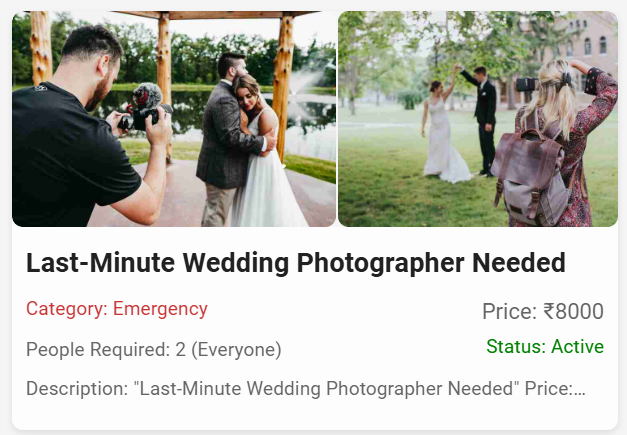 Last-Minute Wedding Photographer Needed
Category: Emergency
Price: ₹8000
People Required: 2 (Everyone)
Status: Active
Description: "Last-Minute Wedding Photographer Needed" Price:...